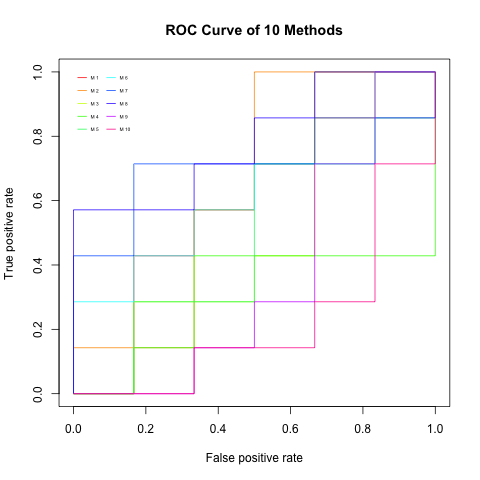 ROC Curve of 10 Methods
M 1 M 6
M 2 M 7
M 3 M 8
M 4 M 9
M 5 M 10
True positive rate
1.0
0.8
0.6
0.4
0.2
0.0
0.0 0.2 0.4 0.6 0.8 1.0
False positive rate